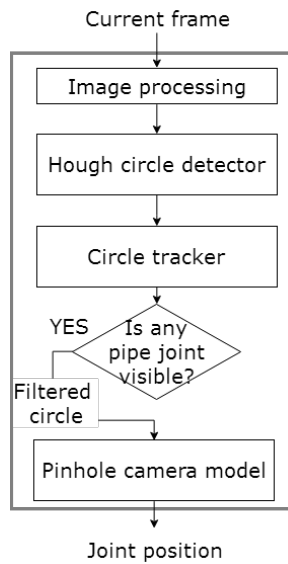 Current frame
Image processing
Hough circle detector
Circle tracker
YES
Is any
pipe joint
visible?
Filtered
circle
Pinhole camera model
Joint position